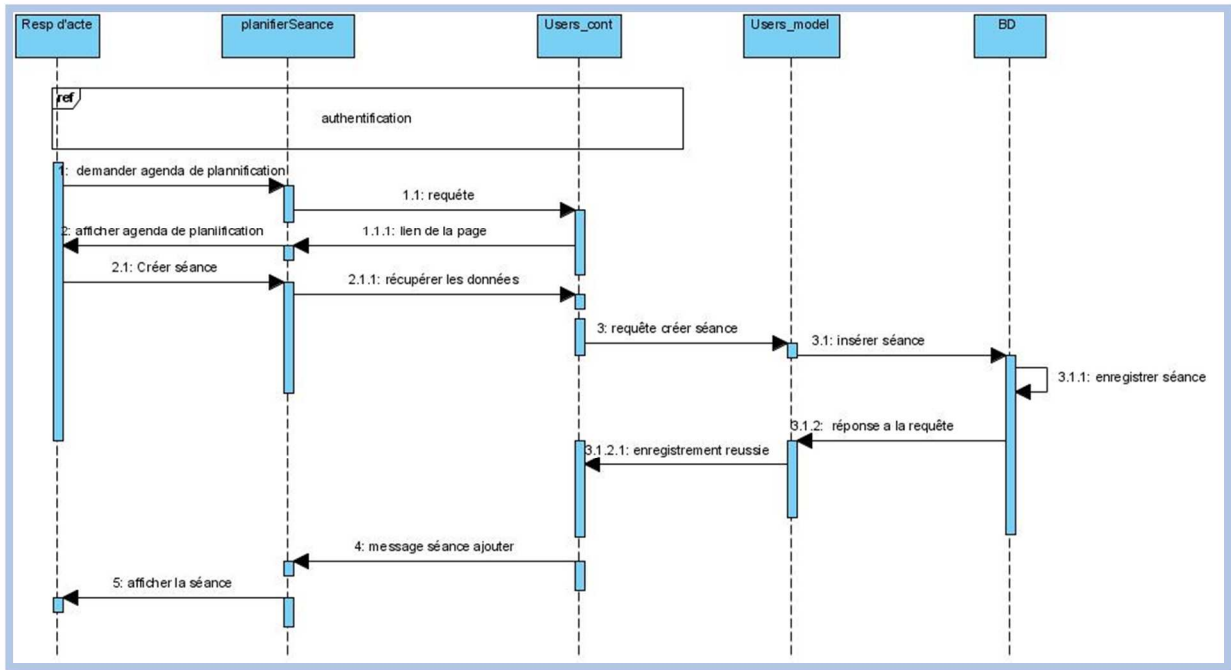 Resp d'acte
planifierSeance
Users_cont
Users_model
BD
ref
authentification
1: demander agenda de plannification
1.1: requéte
2: afficher agenda de planiification
1.1.1: lien de la page
2.1: Créer séance
2.1.1: récupérer les données
3: requête créer séance
3.1: insérer séance
3.1.1: enregistrer séance
3.1.2: réponse a la requête
3.1.2.1: enregistrement reussie
4: message séance ajouter
5: afficher la séance